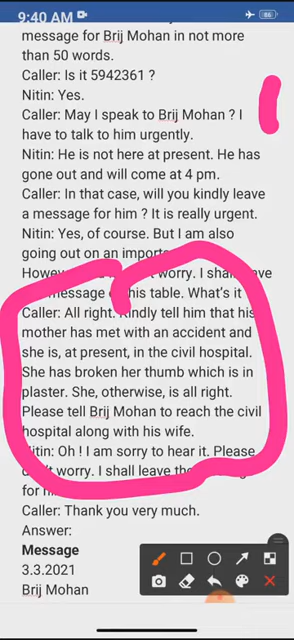 9:40 AM
message for Brij Mohan in not more
than 50 words.
Caller: Is it 5942361 ?
Nitin: Yes.
Caller: May I speak to Brij Mohan ? I
have to talk to him urgently.
Nitin: He is not here at present. He has
gone out and will come at 4 pm.
Caller: In that case, will you kindly leave
a message for him ? It is really urgent.
Nitin: Yes, of course. But I am also
going out on an
worry. I shall
message this table. What's it
Caller: All right. Kindly tell him that his
mother has met with an accident and
she is, at present, in the civil hospital.
She has broken her thumb which is in
plaster. She, otherwise, is all right.
Please tell Brij Mohan to reach the civil
hospital along with his wife.
Nitin: Oh ! I am sorry to hear it. Please
worry. I shall leave
for
Caller: Thank you very much.
Answer:
Message
3.3.2021
Brij Mohan